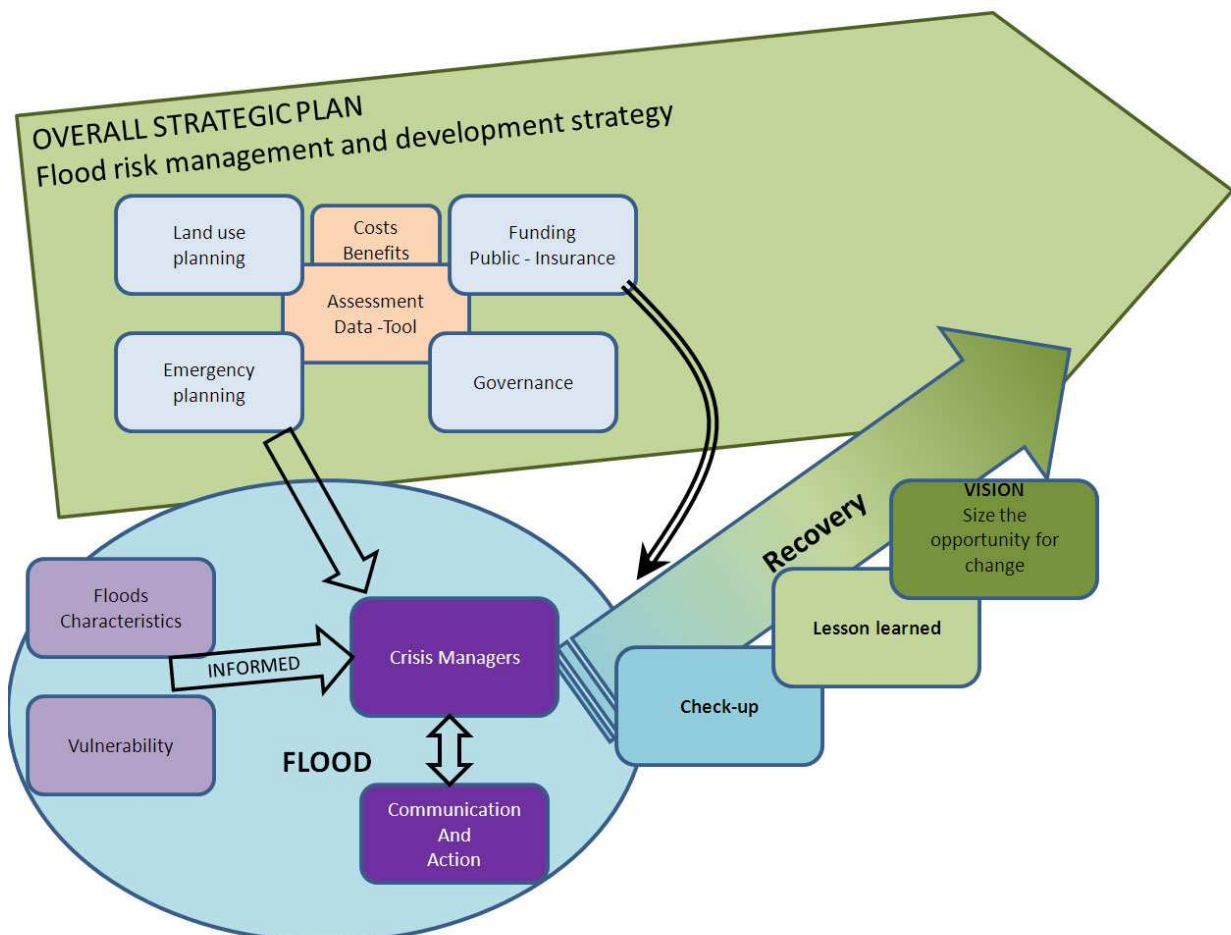 OVERALL STRATEGIC PLAN
Flood risk management and development strategy
Land use
planning
Costs
Benefits
Funding
Public - Insurance
Assessment
Data -Tool
Emergency
planning
Governance
Floods
Characteristics
INFORMED
Vulnerability
Crisis Managers
FLOOD
Communication
And
Action
Recovery
Check-up
Lesson learned
VISION
Size the
opportunity for
change